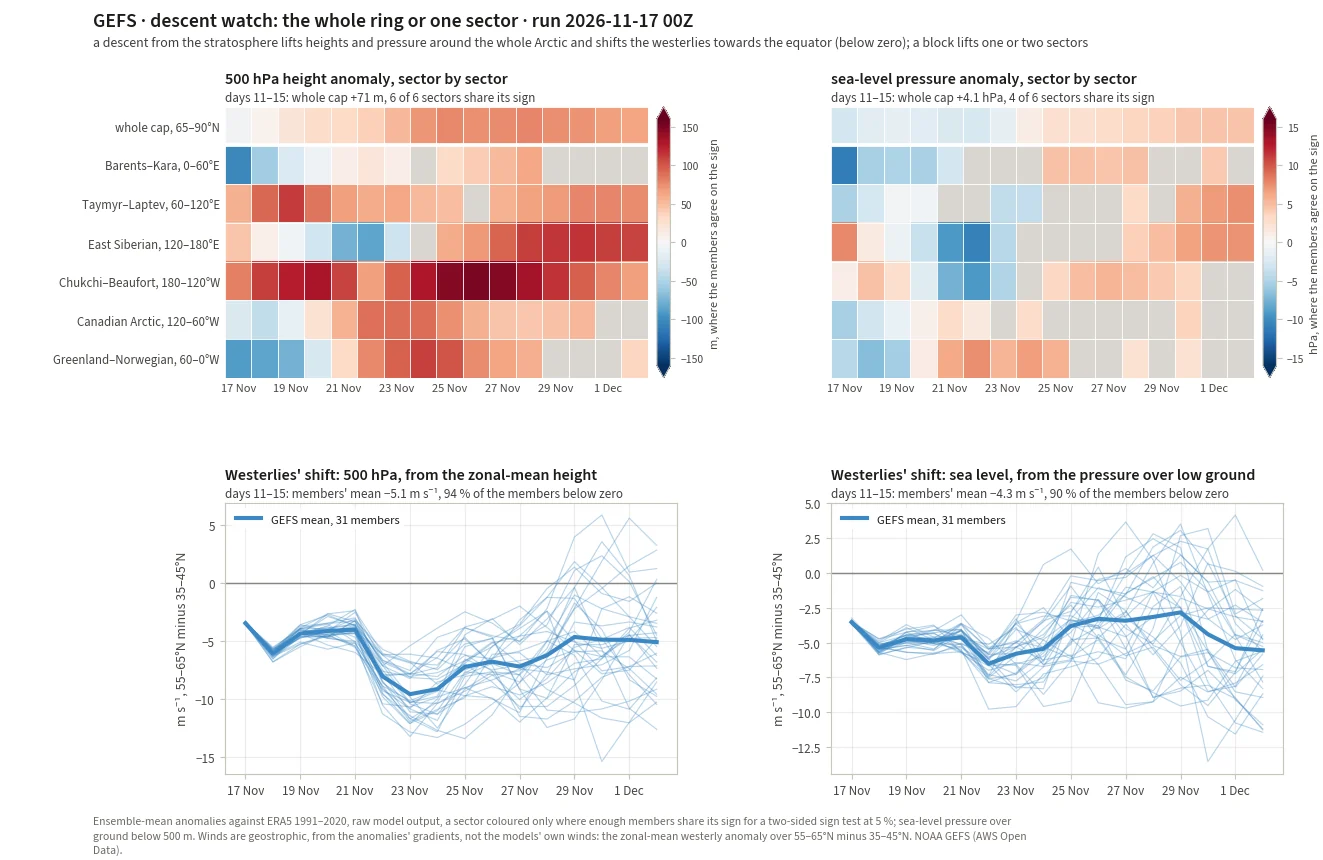 GEFS · descent watch: the whole ring or one sector · run 2026-11-17 00Z
a descent from the stratosphere lifts heights and pressure around the whole Arctic and shifts the westerlies towards the equator (below zero); a block lifts one or two sectors
500 hPa height anomaly, sector by sector
days 11–15: whole cap +71 m, 6 of 6 sectors share its sign
whole cap, 65–90°N
Barents–Kara, 0–60°E
Taymyr–Laptev, 60–120°E
East Siberian, 120–180°E
Chukchi–Beaufort, 180–120°W
Canadian Arctic, 120–60°W
Greenland–Norwegian, 60–0°W
17 Nov 19 Nov 21 Nov 23 Nov 25 Nov 27 Nov 29 Nov 1 Dec
150
100
50
0
−50
−100
−150
m, where the members agree on the sign
sea-level pressure anomaly, sector by sector
days 11–15: whole cap +4.1 hPa, 4 of 6 sectors share its sign
17 Nov 19 Nov 21 Nov 23 Nov 25 Nov 27 Nov 29 Nov 1 Dec
15
10
5
0
−5
−10
−15
hPa, where the members agree on the sign
Westerlies' shift: 500 hPa, from the zonal-mean height
days 11–15: members' mean −5.1 m s⁻¹, 94 % of the members below zero
GEFS mean, 31 members
5
0
−5
−10
−15
m s⁻¹, 55–65°N minus 35–45°N
17 Nov 19 Nov 21 Nov 23 Nov 25 Nov 27 Nov 29 Nov 1 Dec
Westerlies' shift: sea level, from the pressure over low ground
days 11–15: members' mean −4.3 m s⁻¹, 90 % of the members below zero
GEFS mean, 31 members
5.0
2.5
0.0
−2.5
−5.0
−7.5
−10.0
−12.5
m s⁻¹, 55–65°N minus 35–45°N
17 Nov 19 Nov 21 Nov 23 Nov 25 Nov 27 Nov 29 Nov 1 Dec
Ensemble-mean anomalies against ERA5 1991–2020, raw model output, a sector coloured only where enough members share its sign for a two-sided sign test at 5 %; sea-level pressure over
ground below 500 m. Winds are geostrophic, from the anomalies' gradients, not the models' own winds: the zonal-mean westerly anomaly over 55–65°N minus 35–45°N. NOAA GEFS (AWS Open
Data).